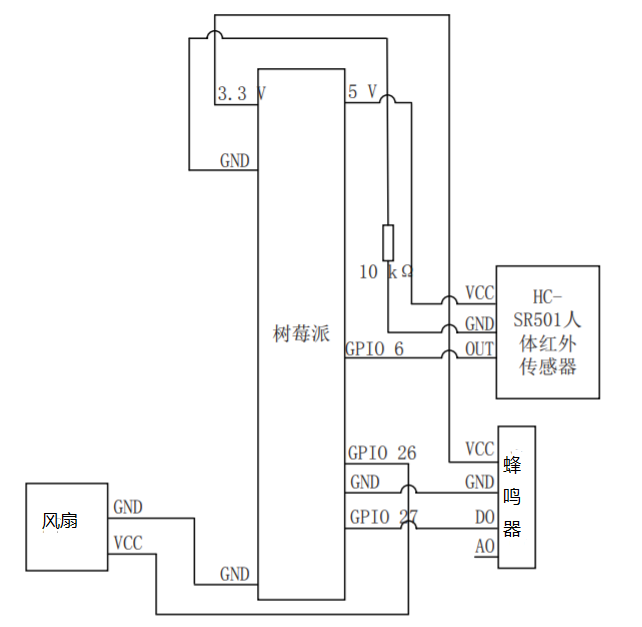 3.3 V
5 V
GND
10 kΩ
VCC
HC-
SR501人
体红外
传感器
GND
OUT
树莓派
GPIO 6
GPIO 26
VCC
蜂
鸣
器
GND
GND
GPIO 27
DO
AO
风扇
GND
VCC
GND